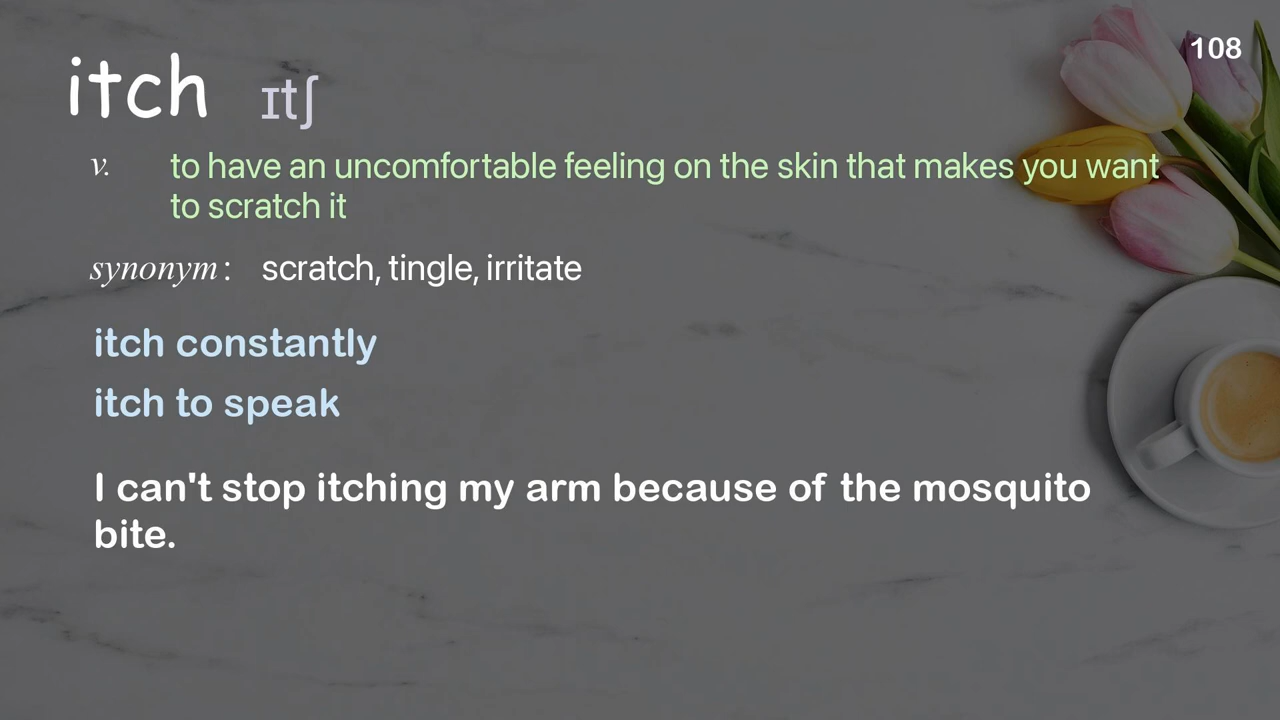 108
itch ɪtʃ
v. to have an uncomfortable feeling on the skin that makes you want
to scratch it
synonym: scratch, tingle, irritate
itch constantly
itch to speak
I can't stop itching my arm because of the mosquito
bite.